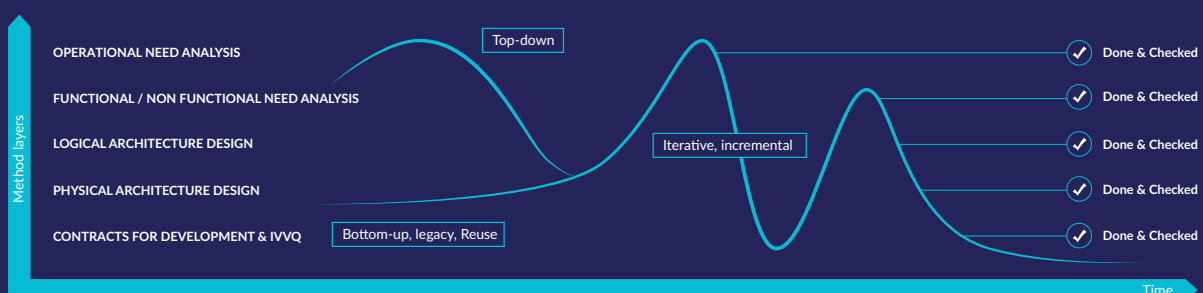 Method layers
OPERATIONAL NEED ANALYSIS
FUNCTIONAL / NON FUNCTIONAL NEED ANALYSIS
LOGICAL ARCHITECTURE DESIGN
PHYSICAL ARCHITECTURE DESIGN
CONTRACTS FOR DEVELOPMENT & IVVQ
Top-down
Bottom-up, legacy, Reuse
Iterative, incremental
Done & Checked
Done & Checked
Done & Checked
Done & Checked
Done & Checked
Time